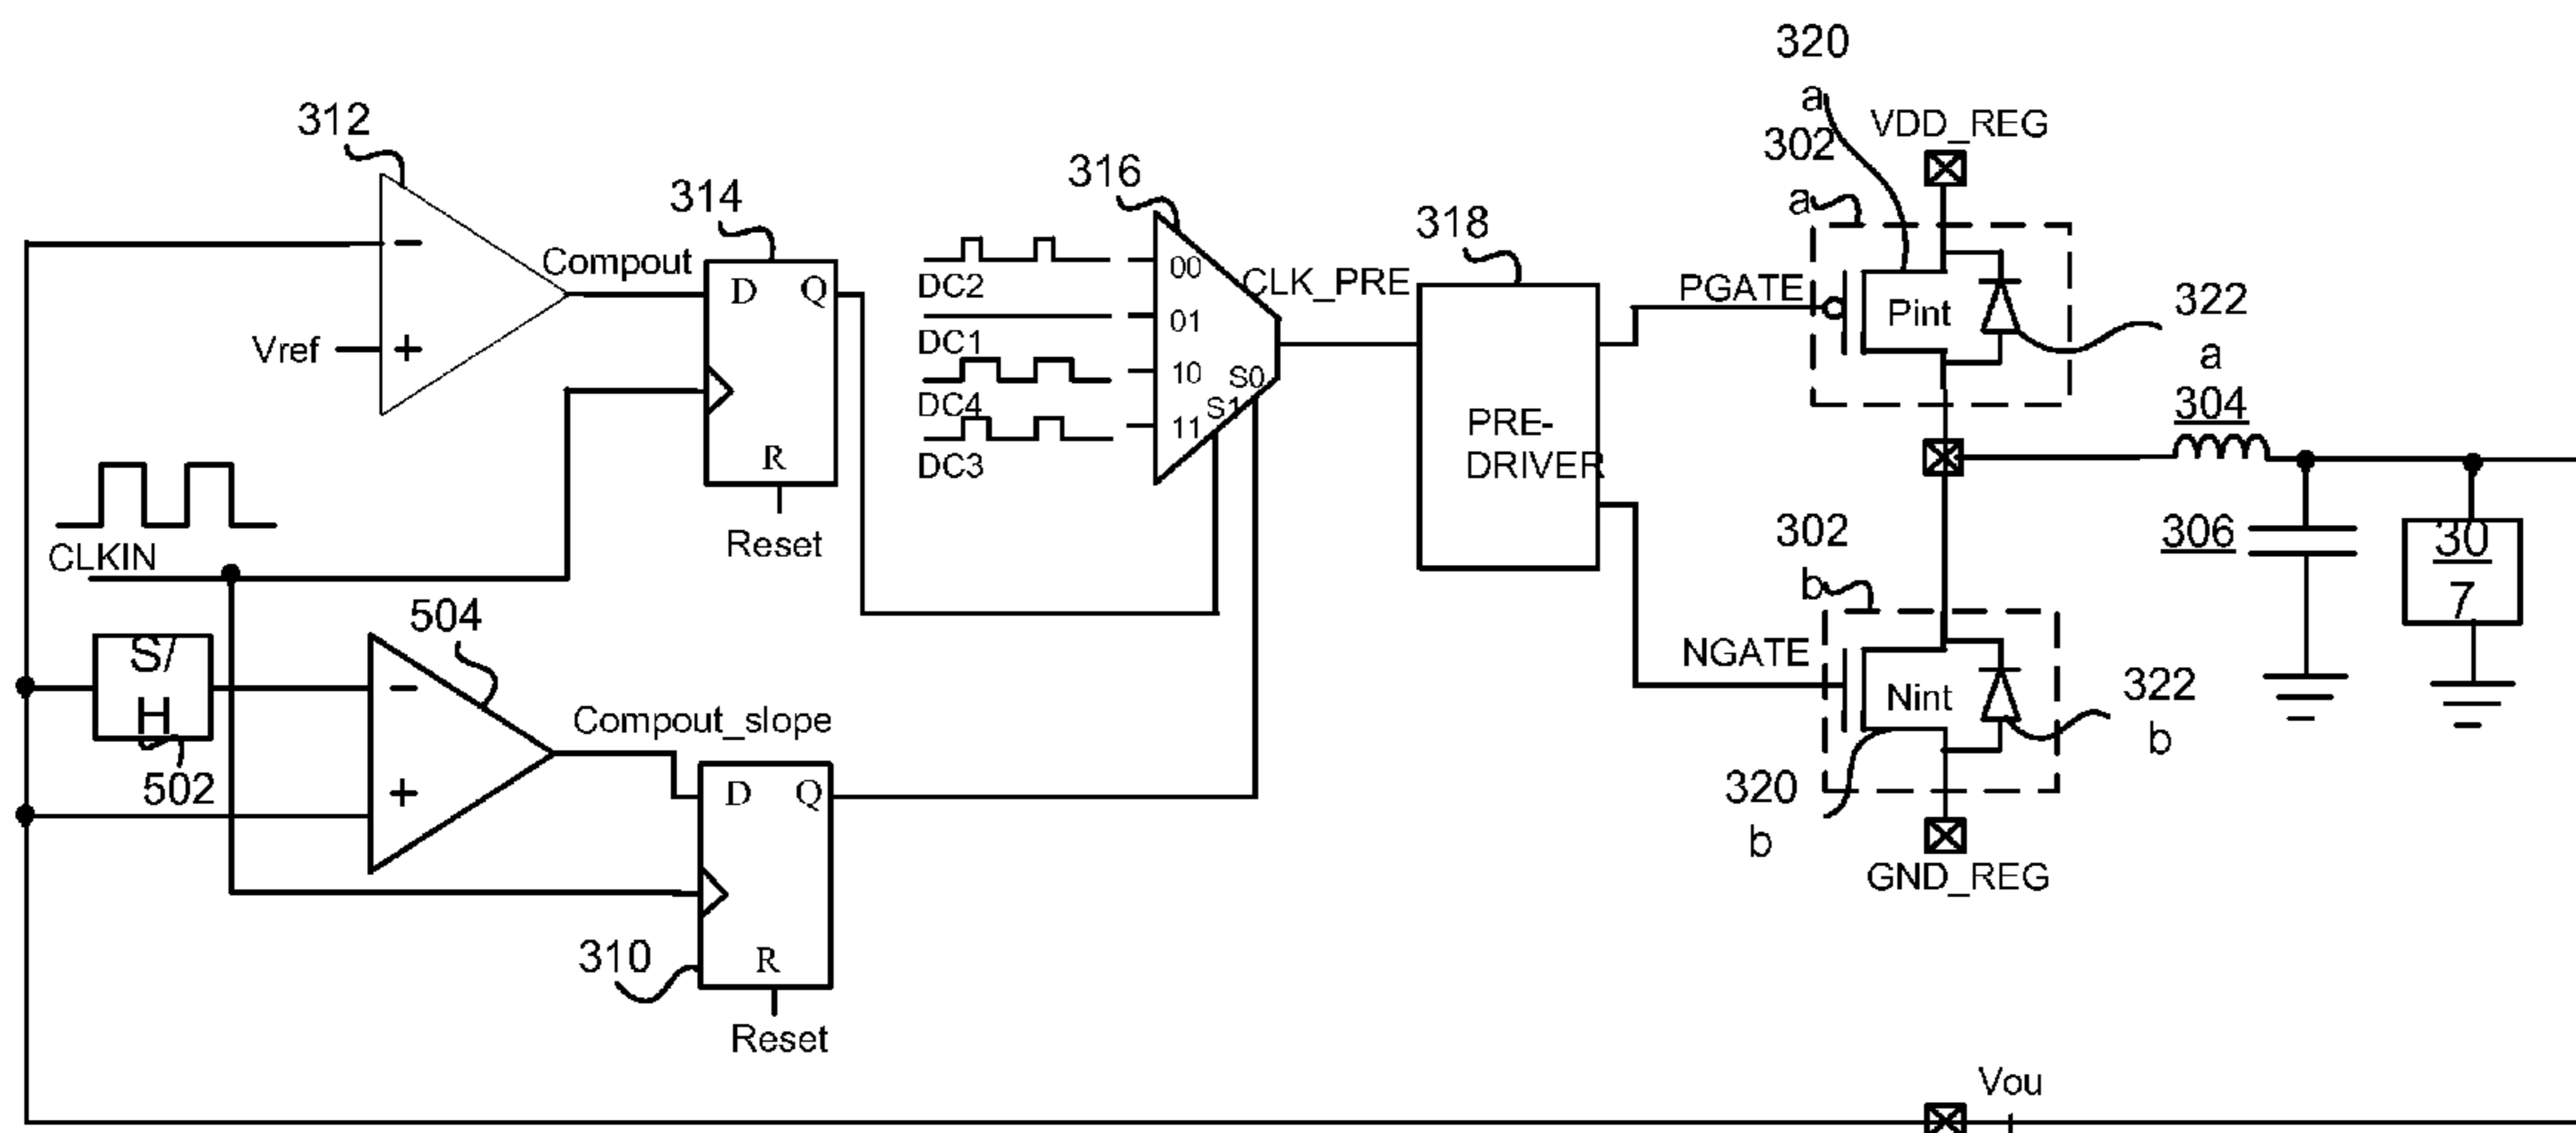 320
a
302
a
VDD_REG
312
314
316
318
Compout
D Q
R
Reset
Vref
−
+
DC2
00
DC1
01
DC4
10
DC3
11
S0
S1
CLK_PRE
PRE-
DRIVER
PGATE
Pint
322
a
304
306
30
7
CLKIN
S/
H
502
504
−
+
Compout_slope
D Q
R
310
Reset
302
b
NGATE
Nint
322
b
320
b
GND_REG
Vou